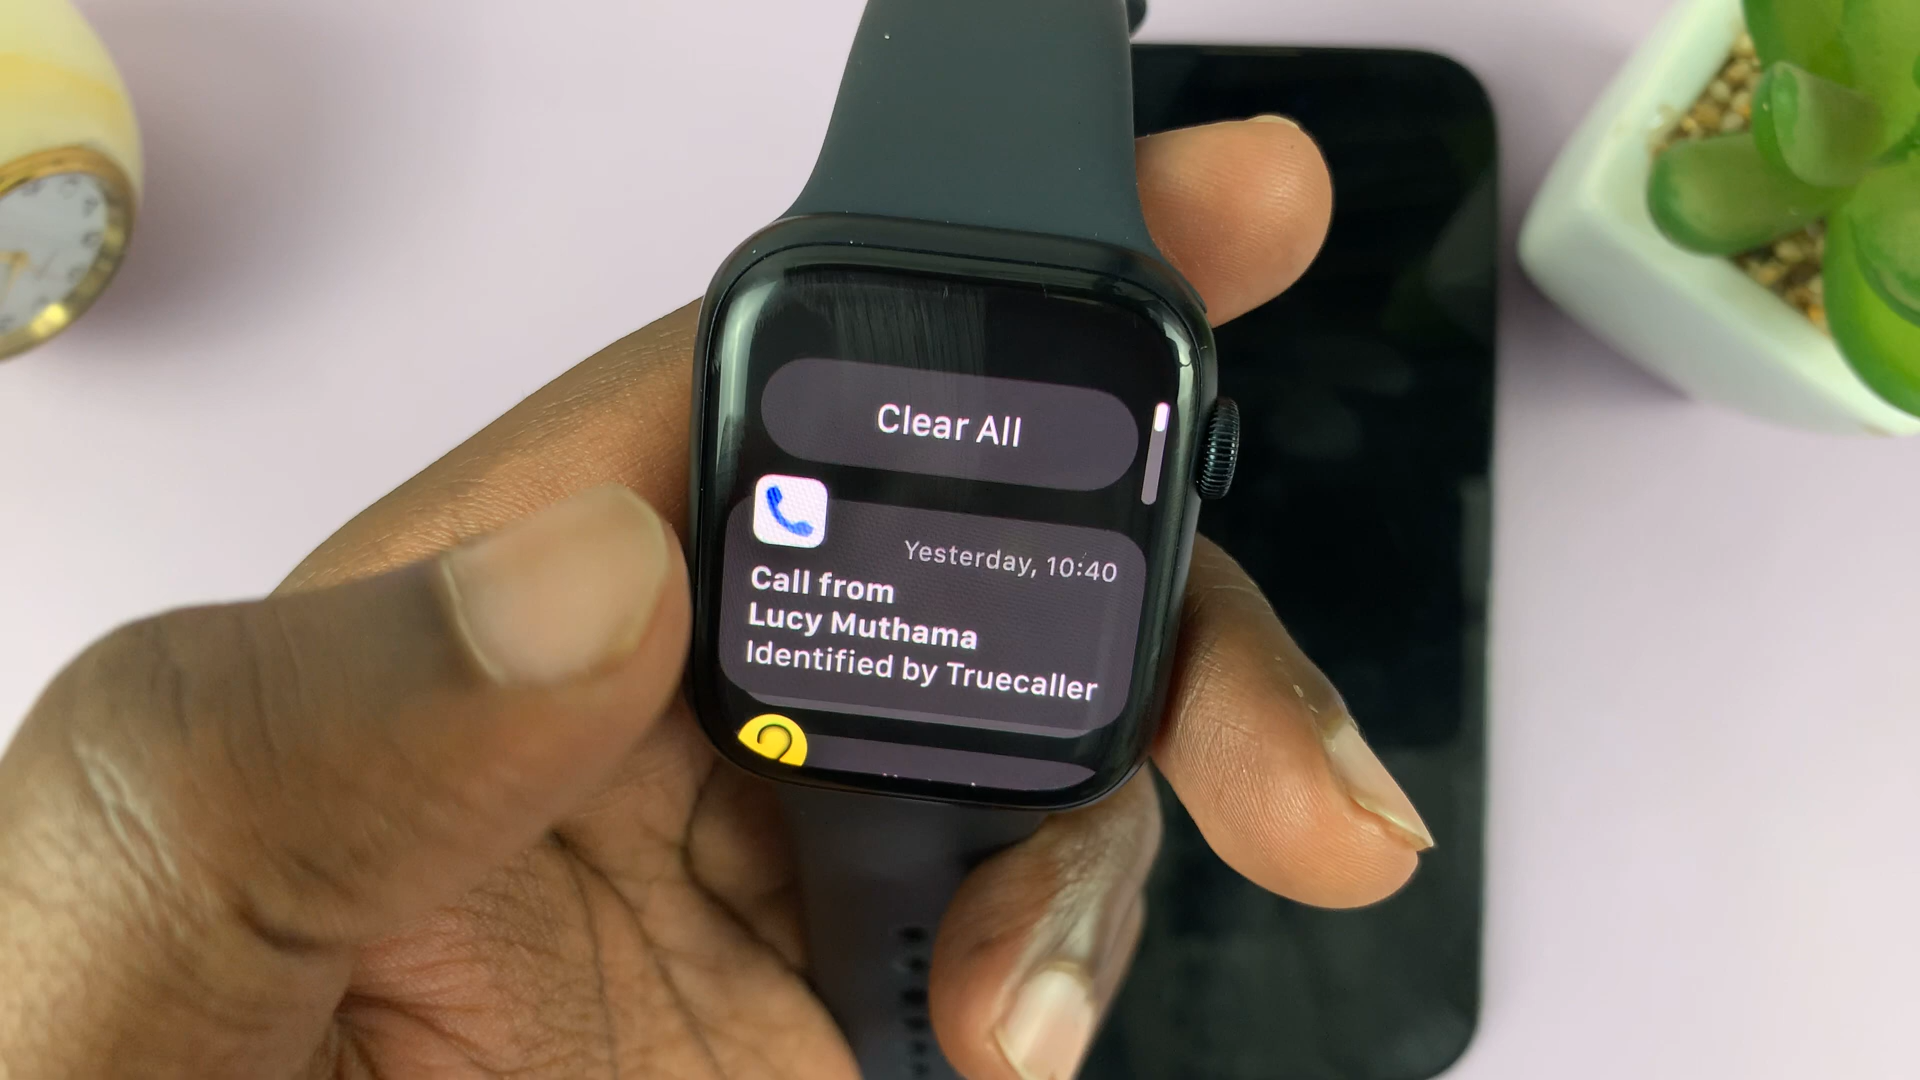 Clear All
Yesterday, 10:40
Call from
Lucy Muthama
Identified by Truecaller